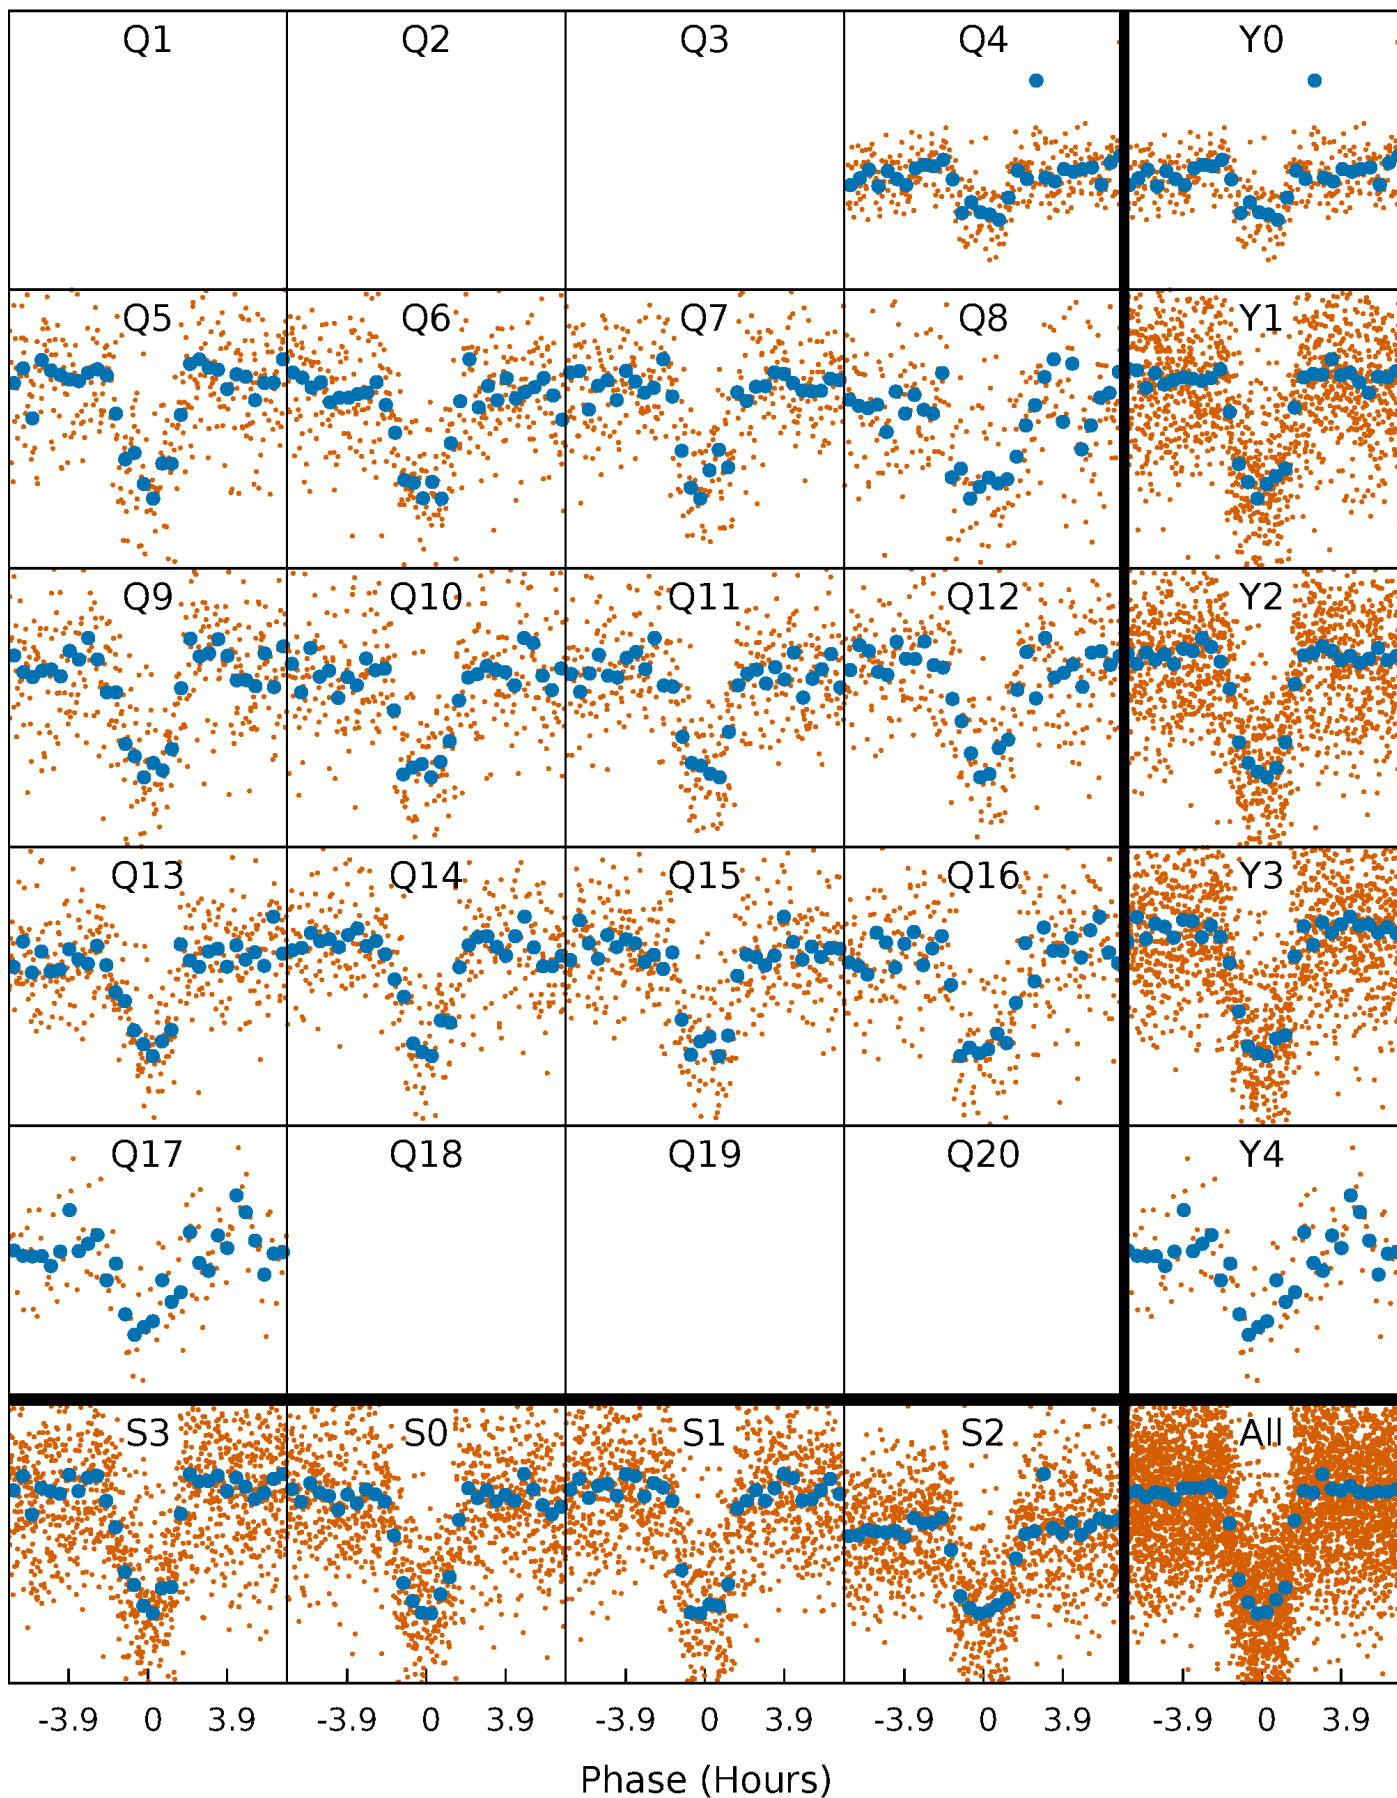 Q1 Q2 Q3 Q4 Y0
Q5 Q6 Q7 Q8 Y1
Q9 Q10 Q11 Q12 Y2
Q13 Q14 Q15 Q16 Y3
Q17 Q18 Q19 Q20 Y4
S3 S0 S1 S2 All
-3.9 0 3.9 -3.9 0 3.9 -3.9 0 3.9 -3.9 0 3.9 -3.9 0 3.9
Phase (Hours)